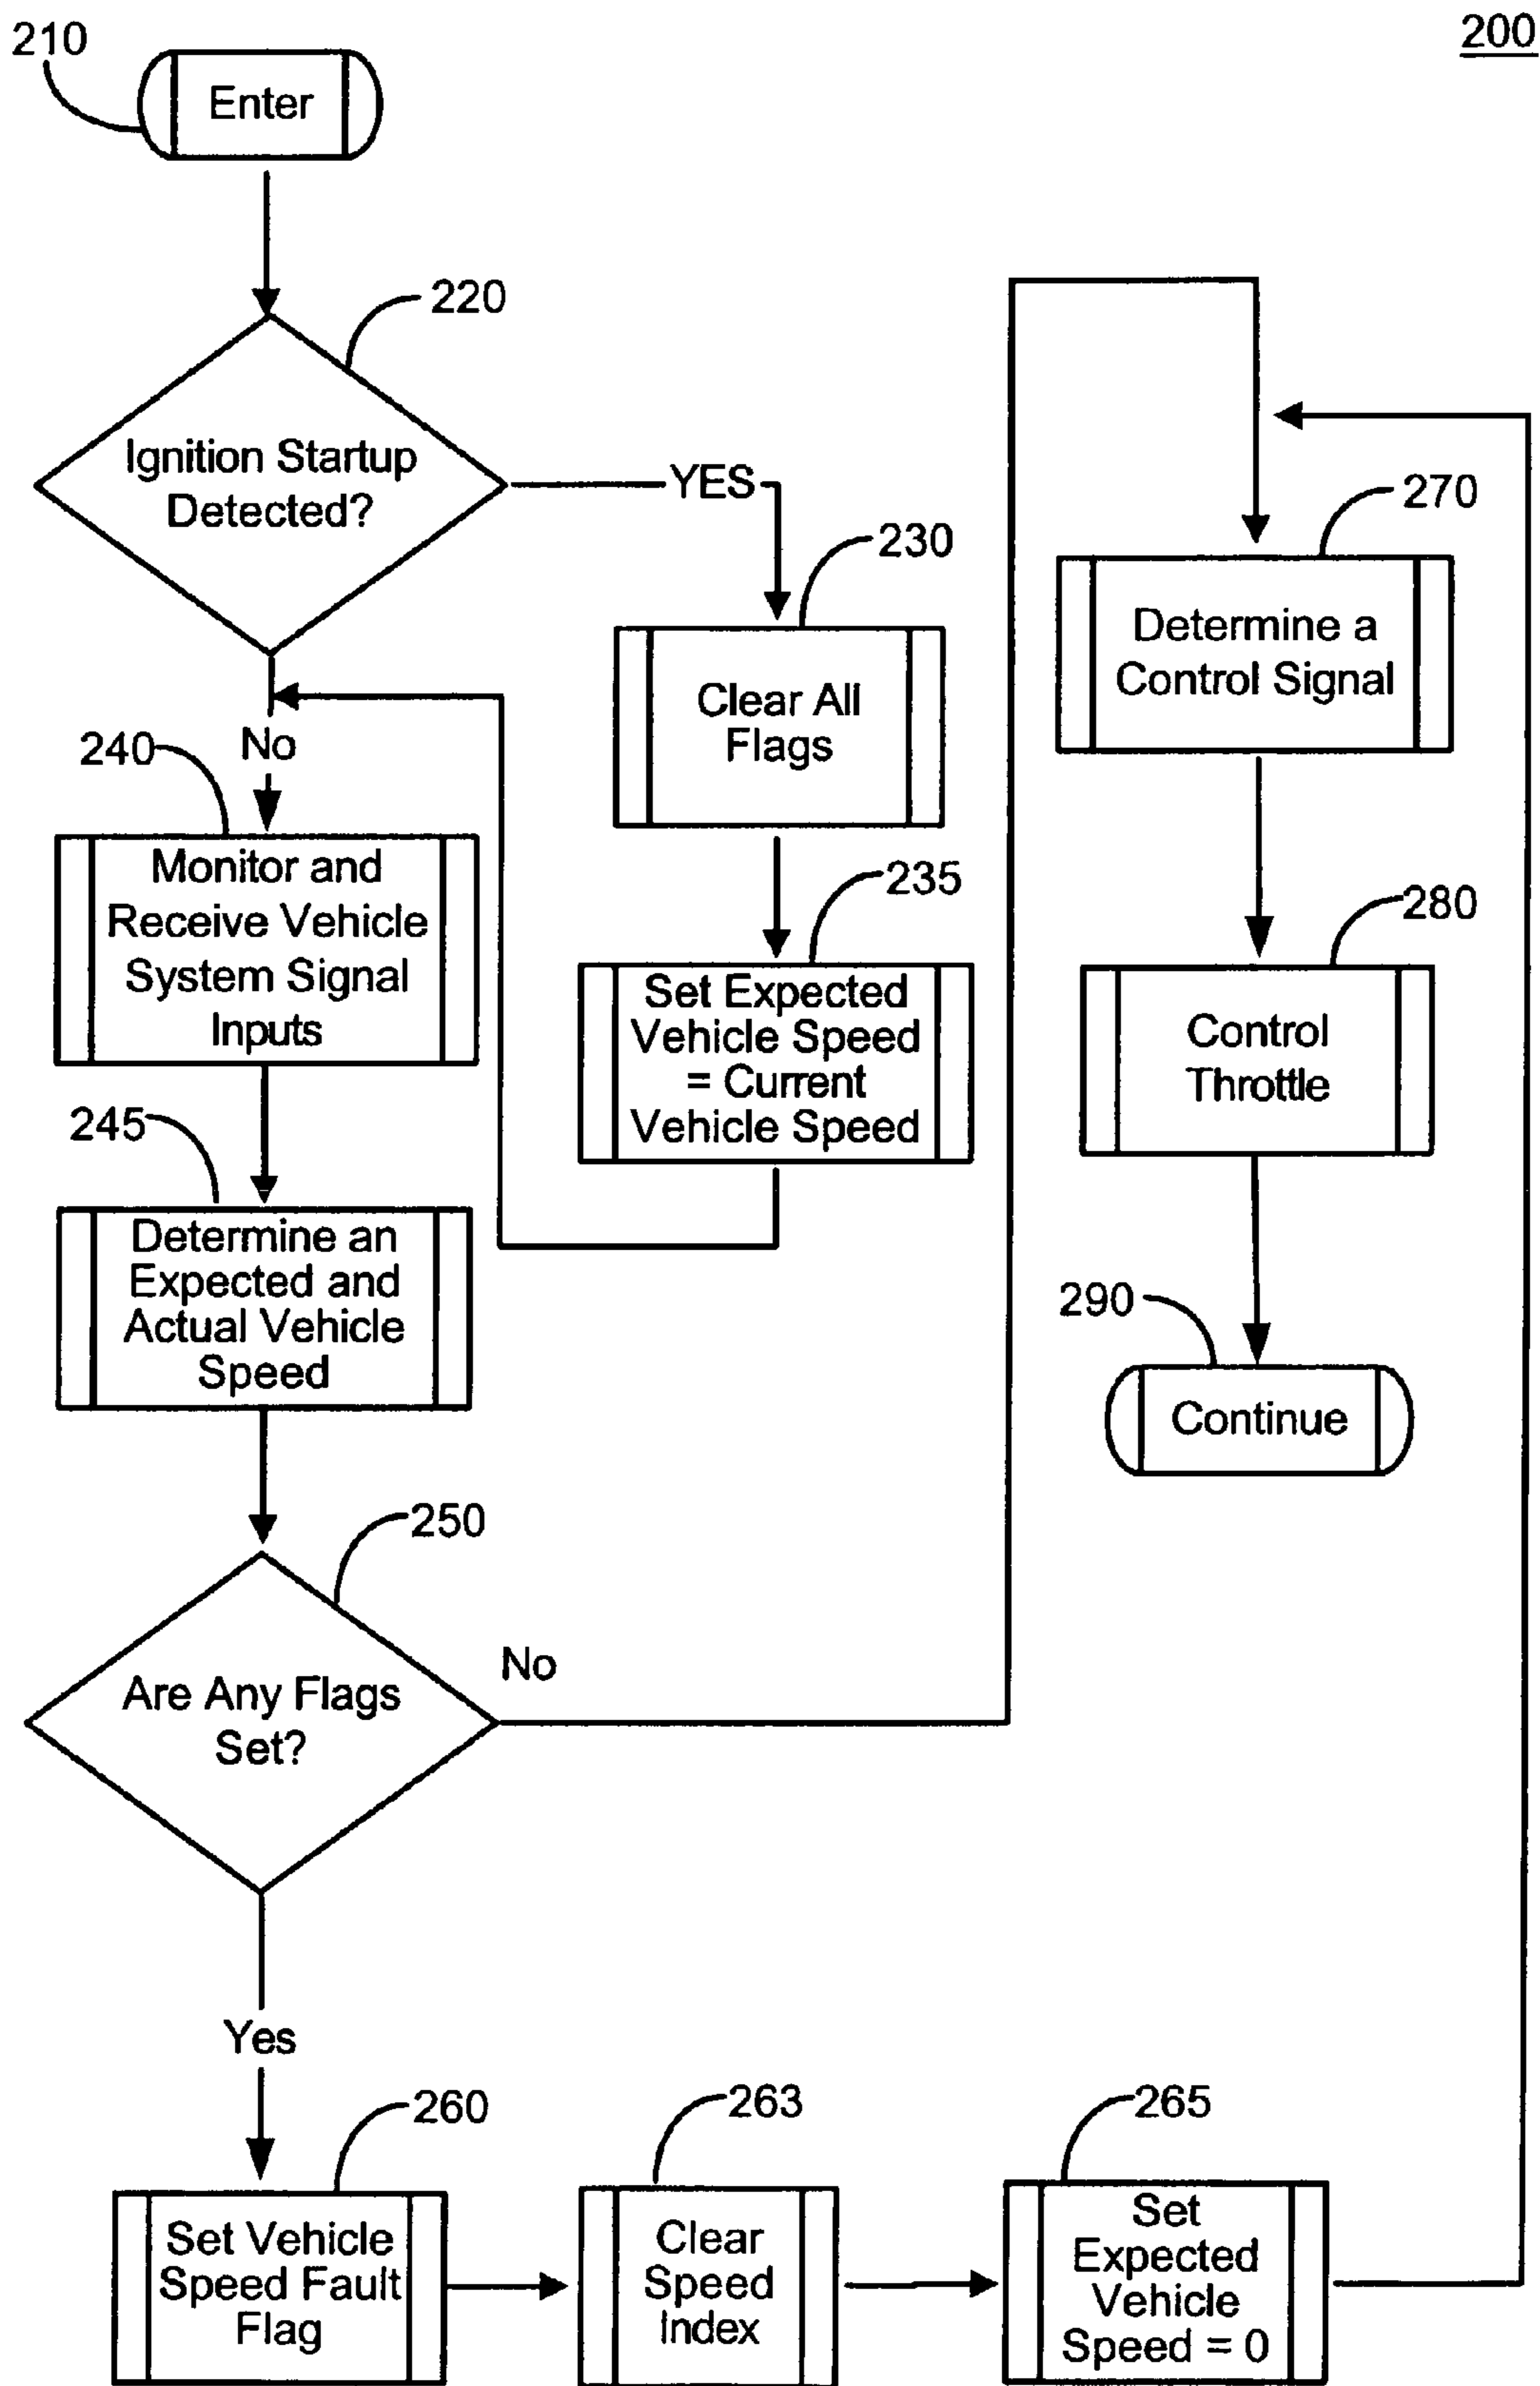 200
210
Enter
220
Ignition Startup
Detected?
YES
230
Clear All
Flags
235
Set Expected
Vehicle Speed
= Current
Vehicle Speed
No
240
Monitor and
Receive Vehicle
System Signal
Inputs
245
Determine an
Expected and
Actual Vehicle
Speed
250
Are Any Flags
Set?
No
Yes
260
Set Vehicle
Speed Fault
Flag
263
Clear
Speed
Index
265
Set
Expected
Vehicle
Speed = 0
270
Determine a
Control Signal
280
Control
Throttle
290
Continue